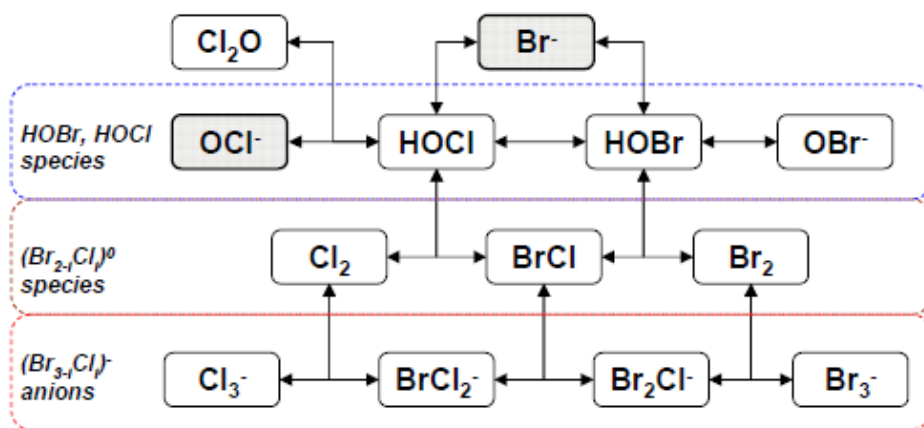 Cl₂O Br⁻
HOBr, HOCl
species
OCl⁻ HOCl HOBr OBr⁻
(Br₂₋ᵢClᵢ)⁰
species
Cl₂ BrCl Br₂
(Br₃₋ᵢClᵢ)⁻
anions
Cl₃⁻ BrCl₂⁻ Br₂Cl⁻ Br₃⁻